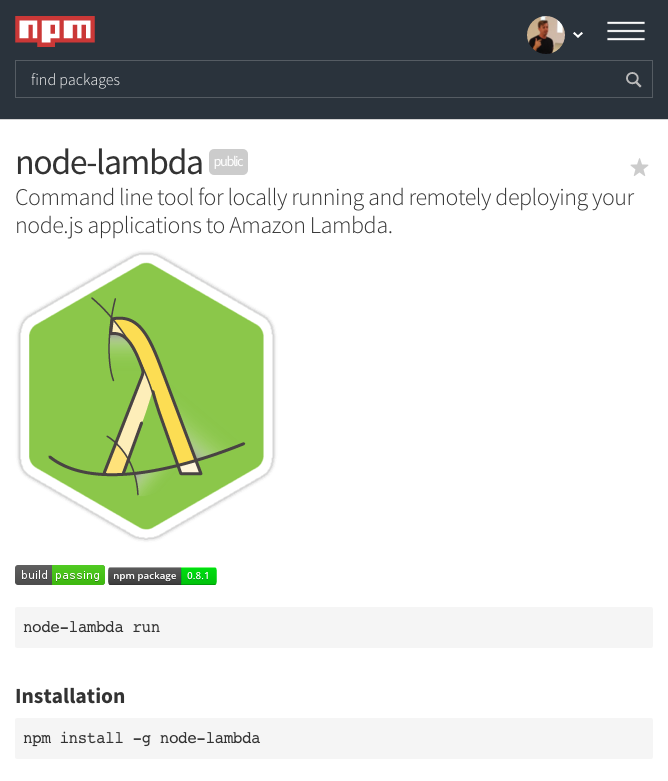 npm
find packages
node-lambda public
Command line tool for locally running and remotely deploying your
node.js applications to Amazon Lambda.
λ
build passing npm package 0.8.1
node-lambda run
Installation
npm install -g node-lambda